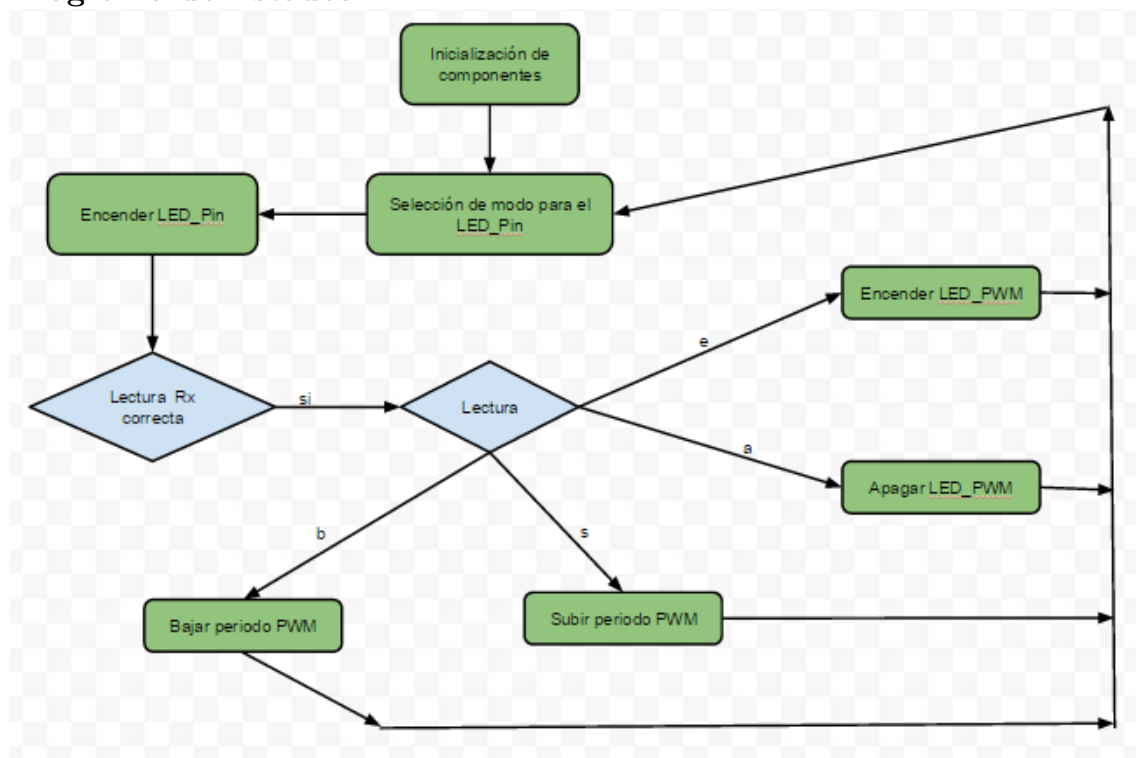 Inicialización de
componentes
Encender LED_Pin
Selección de modo para el
LED_Pin
Encender LED_PWM
e
Lectura Rx
correcta
si
Lectura
a
Apagar LED_PWM
b
s
Bajar periodo PWM
Subir periodo PWM